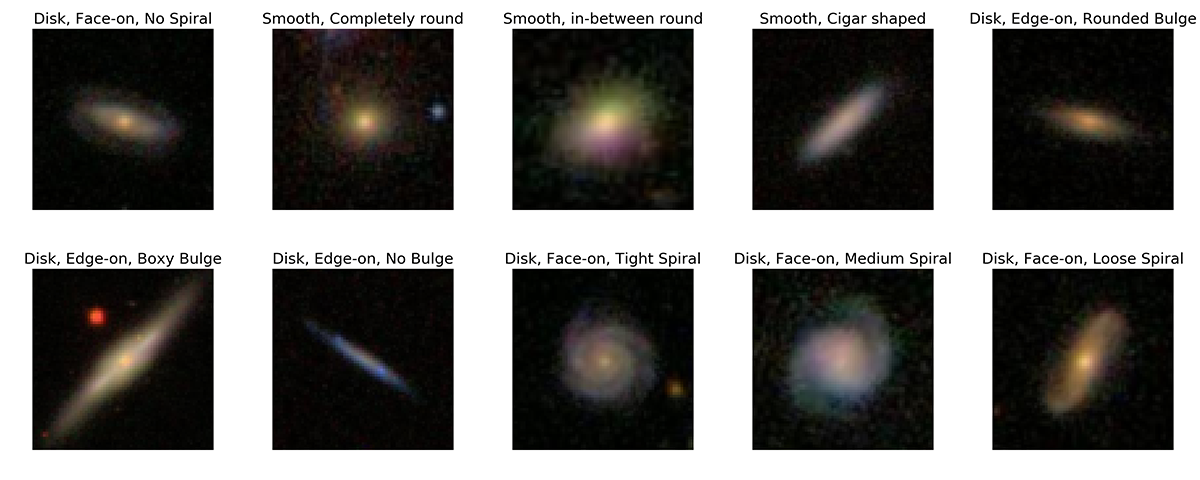 Disk, Face-on, No Spiral
Smooth, Completely round
Smooth, in-between round
Smooth, Cigar shaped
Disk, Edge-on, Rounded Bulge
Disk, Edge-on, Boxy Bulge
Disk, Edge-on, No Bulge
Disk, Face-on, Tight Spiral
Disk, Face-on, Medium Spiral
Disk, Face-on, Loose Spiral